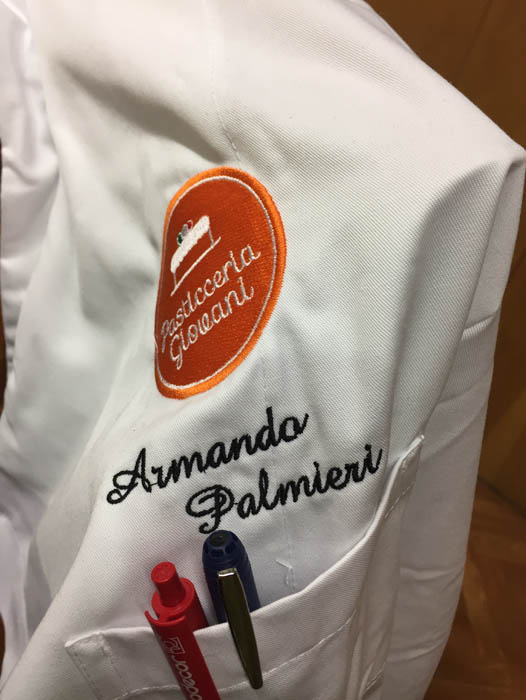 Pasticceria
Giovani
Armando
Palmieri